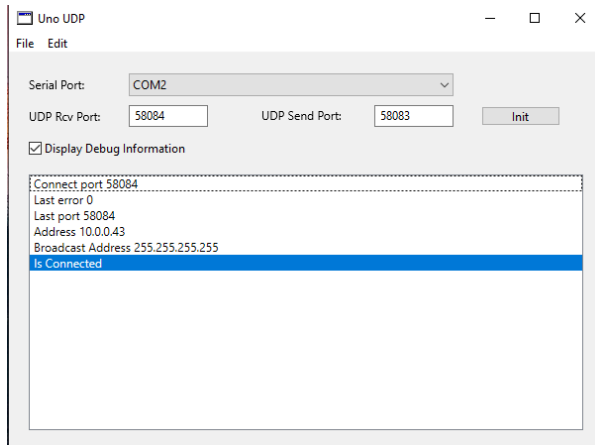 Uno UDP
File Edit
Serial Port: COM2
UDP Rcv Port: 58084 UDP Send Port: 58083 Init
Display Debug Information
Connect port 58084
Last error 0
Last port 58084
Address 10.0.0.43
Broadcast Address 255.255.255.255
Is Connected